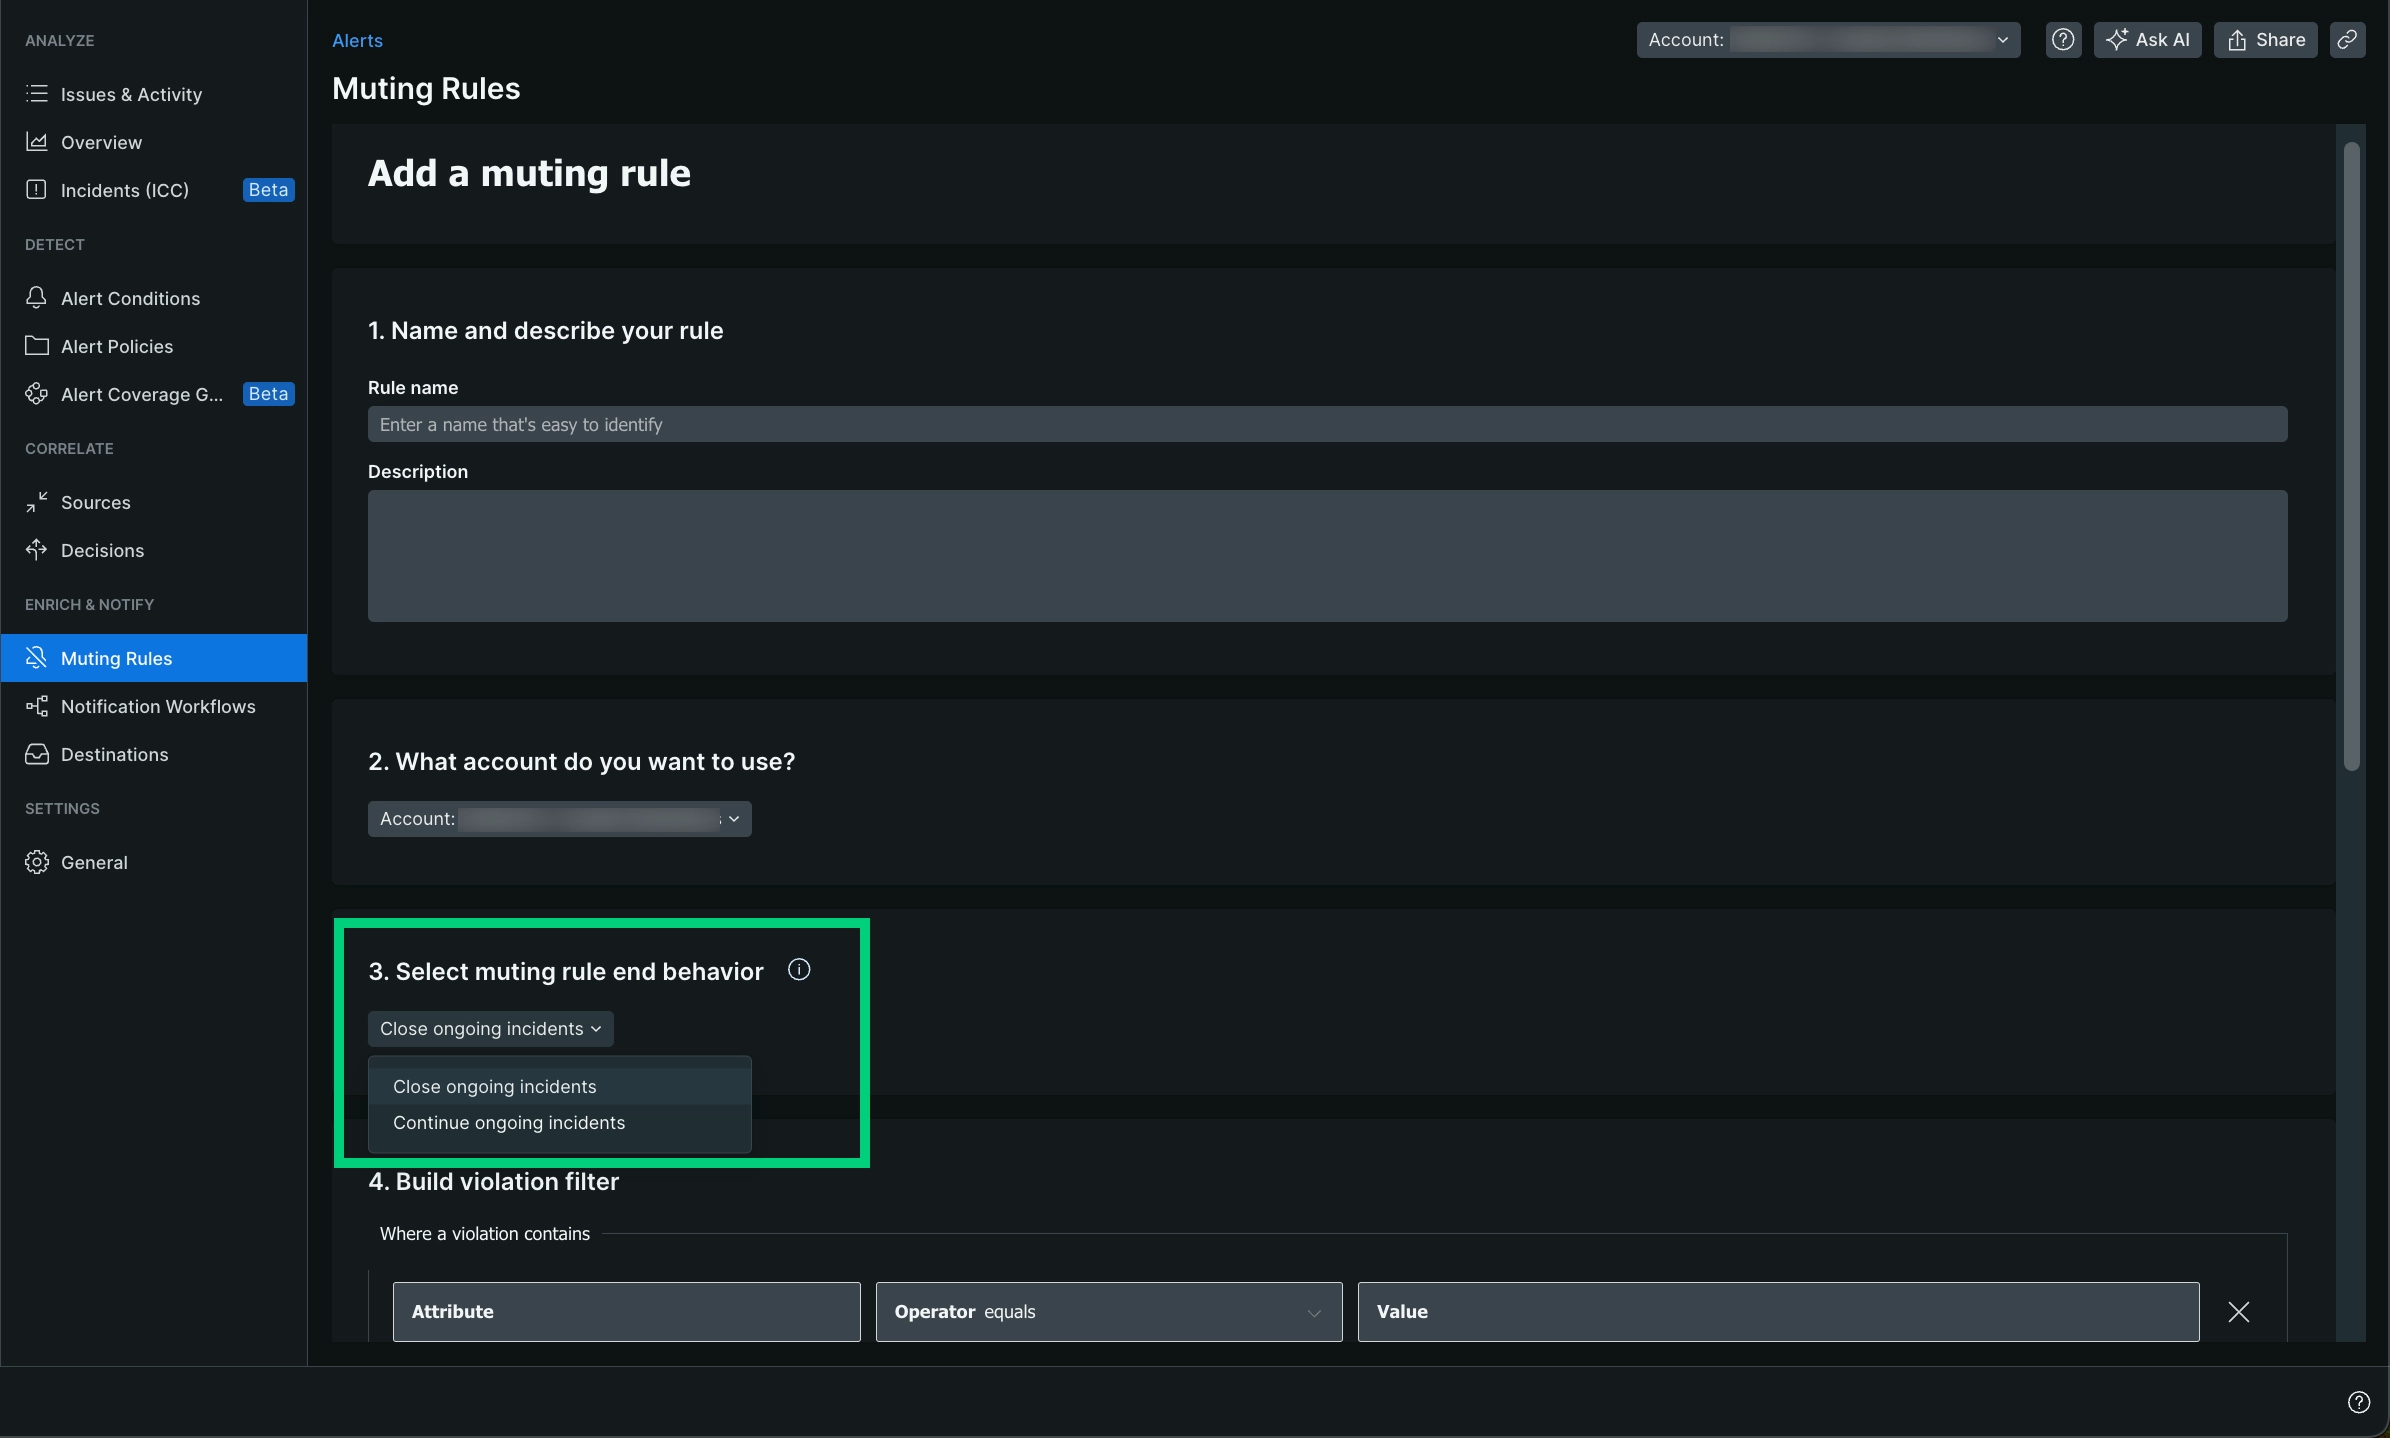 ANALYZE
Issues & Activity
Overview
Incidents (ICC)
Beta
DETECT
Alert Conditions
Alert Policies
Alert Coverage G...
Beta
CORRELATE
Sources
Decisions
ENRICH & NOTIFY
Muting Rules
Notification Workflows
Destinations
SETTINGS
General
Alerts
Account:
Ask AI
Share
Muting Rules
Add a muting rule
1. Name and describe your rule
Rule name
Enter a name that's easy to identify
Description
2. What account do you want to use?
Account:
3. Select muting rule end behavior
Close ongoing incidents
Close ongoing incidents
Continue ongoing incidents
4. Build violation filter
Where a violation contains
Attribute
Operator equals
Value